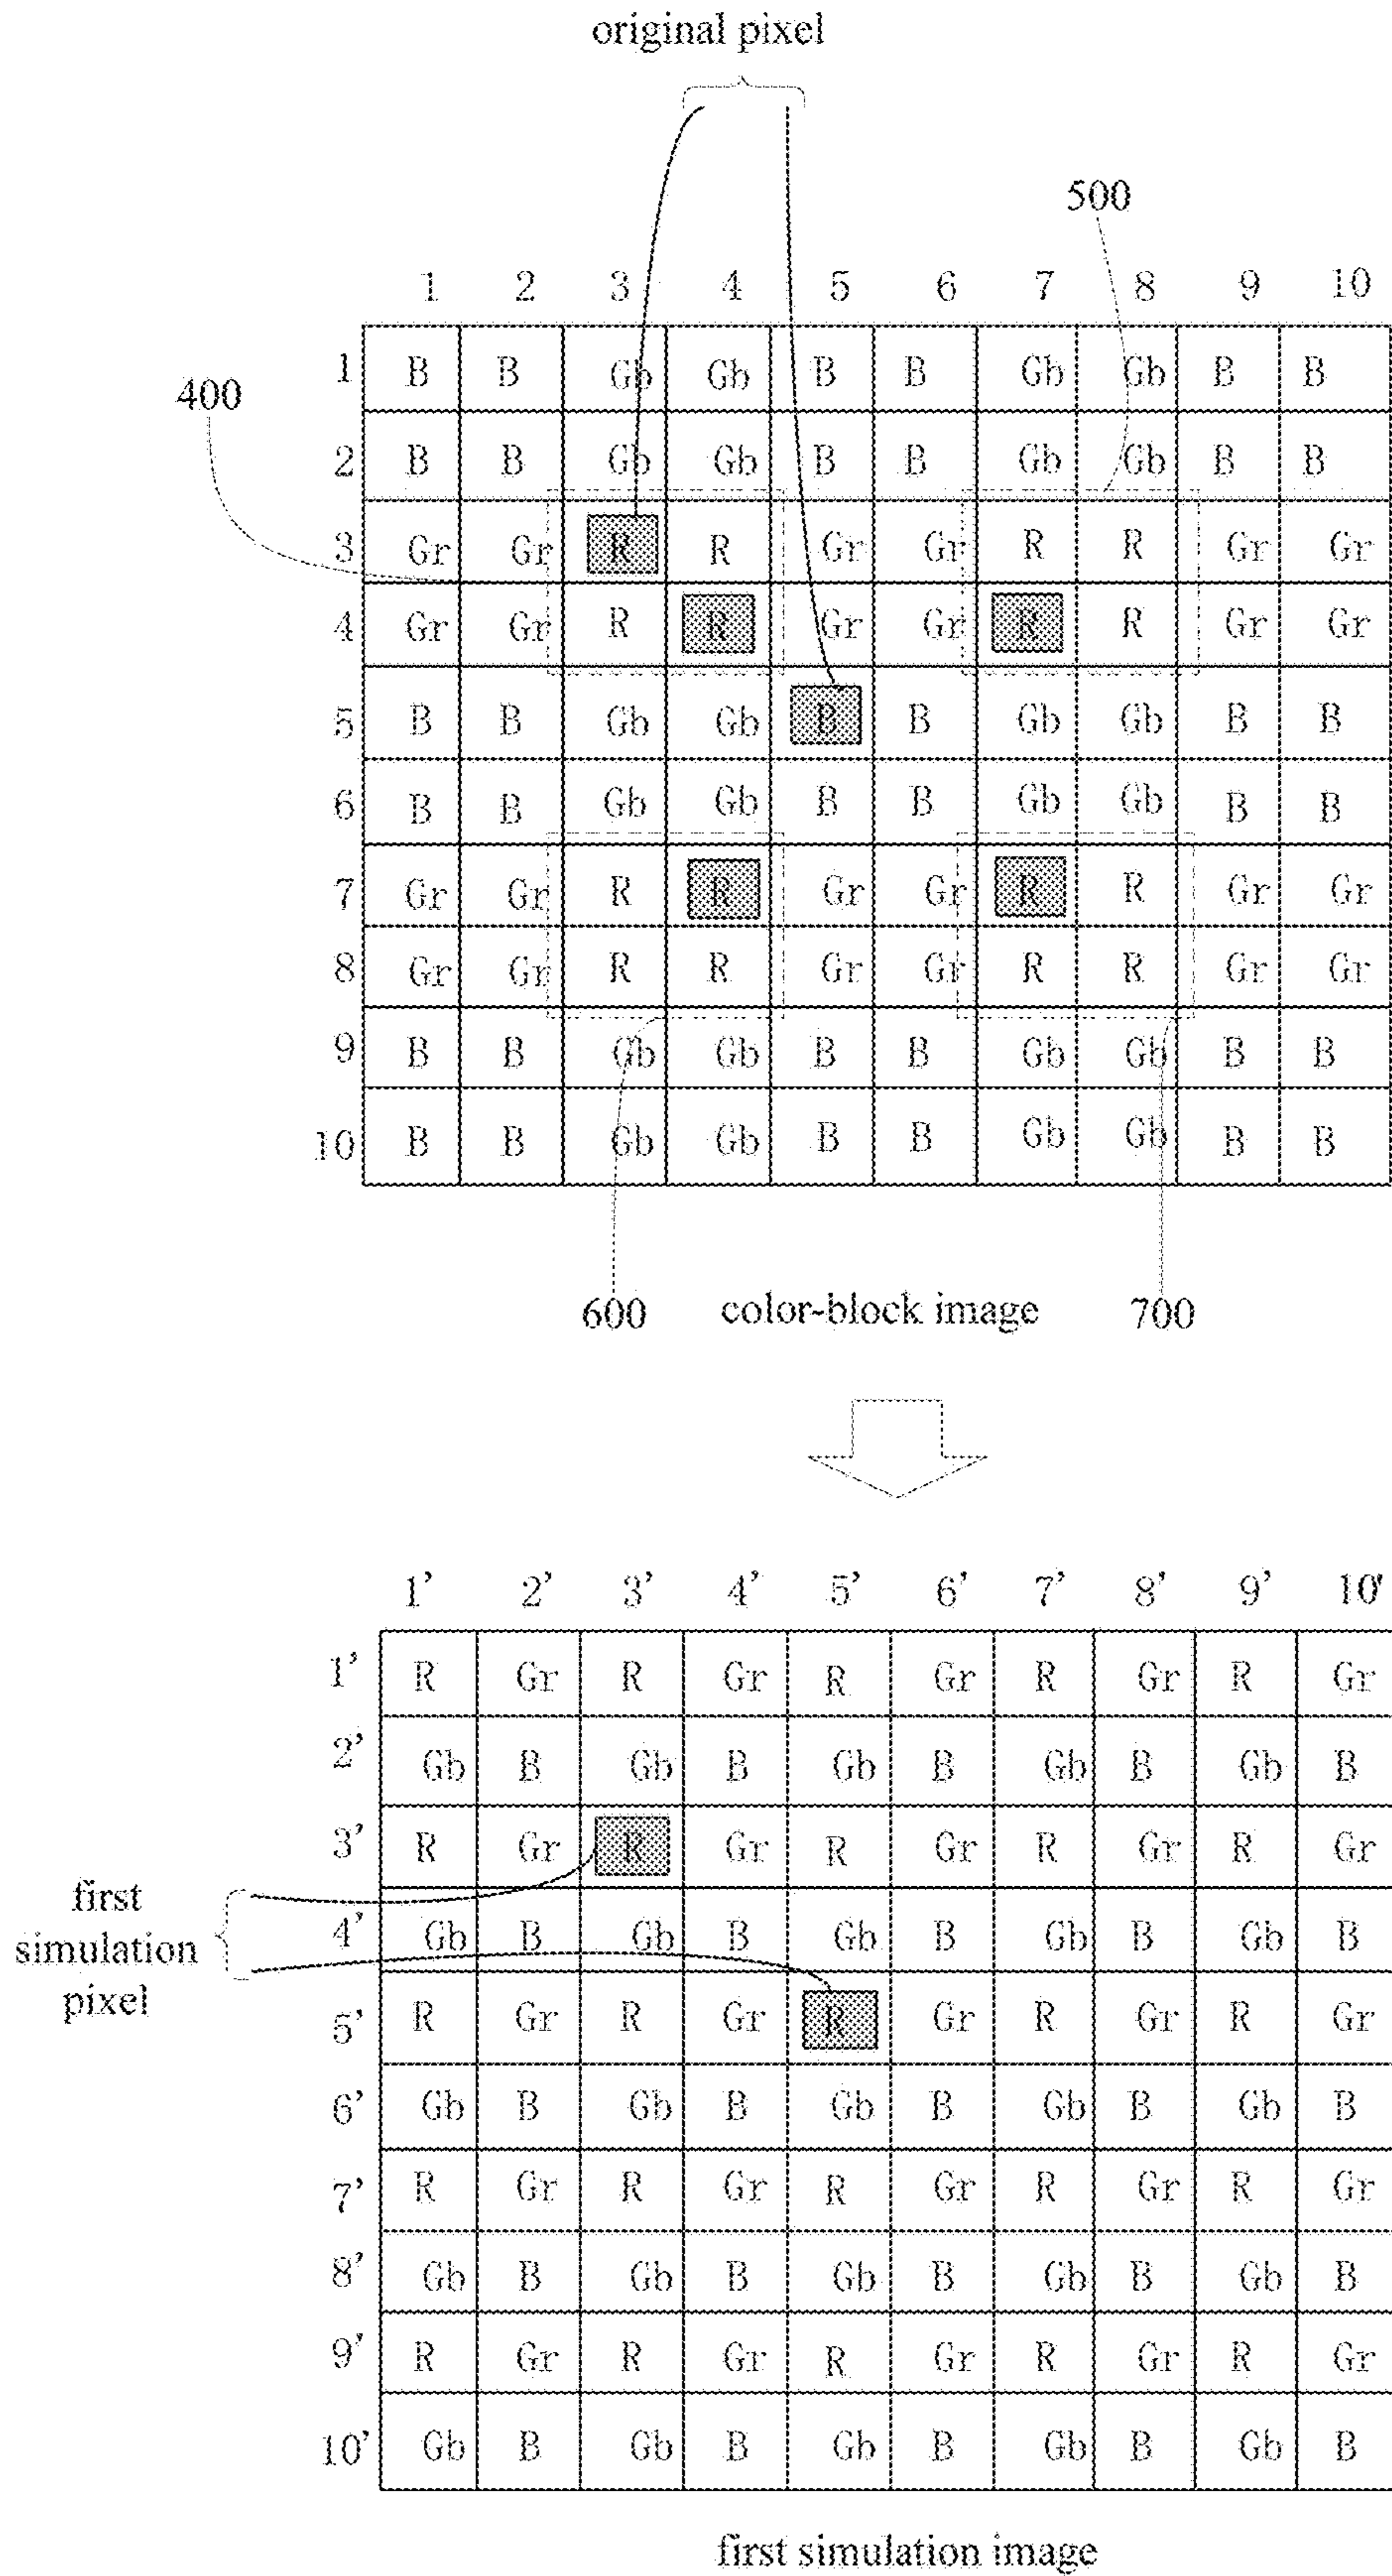 original pixel
500
1 2 3 4 5 6 7 8 9 10
400
1 B B Gb Gb B B Gb Gb B B
2 B B Gb Gb B B Gb Gb B B
3 Gr Gr R R Gr Gr R R Gr Gr
4 Gr Gr R R Gr Gr R R Gr Gr
5 B B Gb Gb B B Gb Gb B B
6 B B Gb Gb B B Gb Gb B B
7 Gr Gr R R Gr Gr R R Gr Gr
8 Gr Gr R R Gr Gr R R Gr Gr
9 B B Gb Gb B B Gb Gb B B
10 B B Gb Gb B B Gb Gb B B
600 color-block image 700
1' 2' 3' 4' 5' 6' 7' 8' 9' 10'
1' R Gr R Gr R Gr R Gr R Gr
2' Gb B Gb B Gb B Gb B Gb B
3' R Gr R Gr R Gr R Gr R Gr
first
simulation
pixel
4' Gb B Gb B Gb B Gb B Gb B
5' R Gr R Gr R Gr R Gr R Gr
6' Gb B Gb B Gb B Gb B Gb B
7' R Gr R Gr R Gr R Gr R Gr
8' Gb B Gb B Gb B Gb B Gb B
9' R Gr R Gr R Gr R Gr R Gr
10' Gb B Gb B Gb B Gb B Gb B
first simulation image